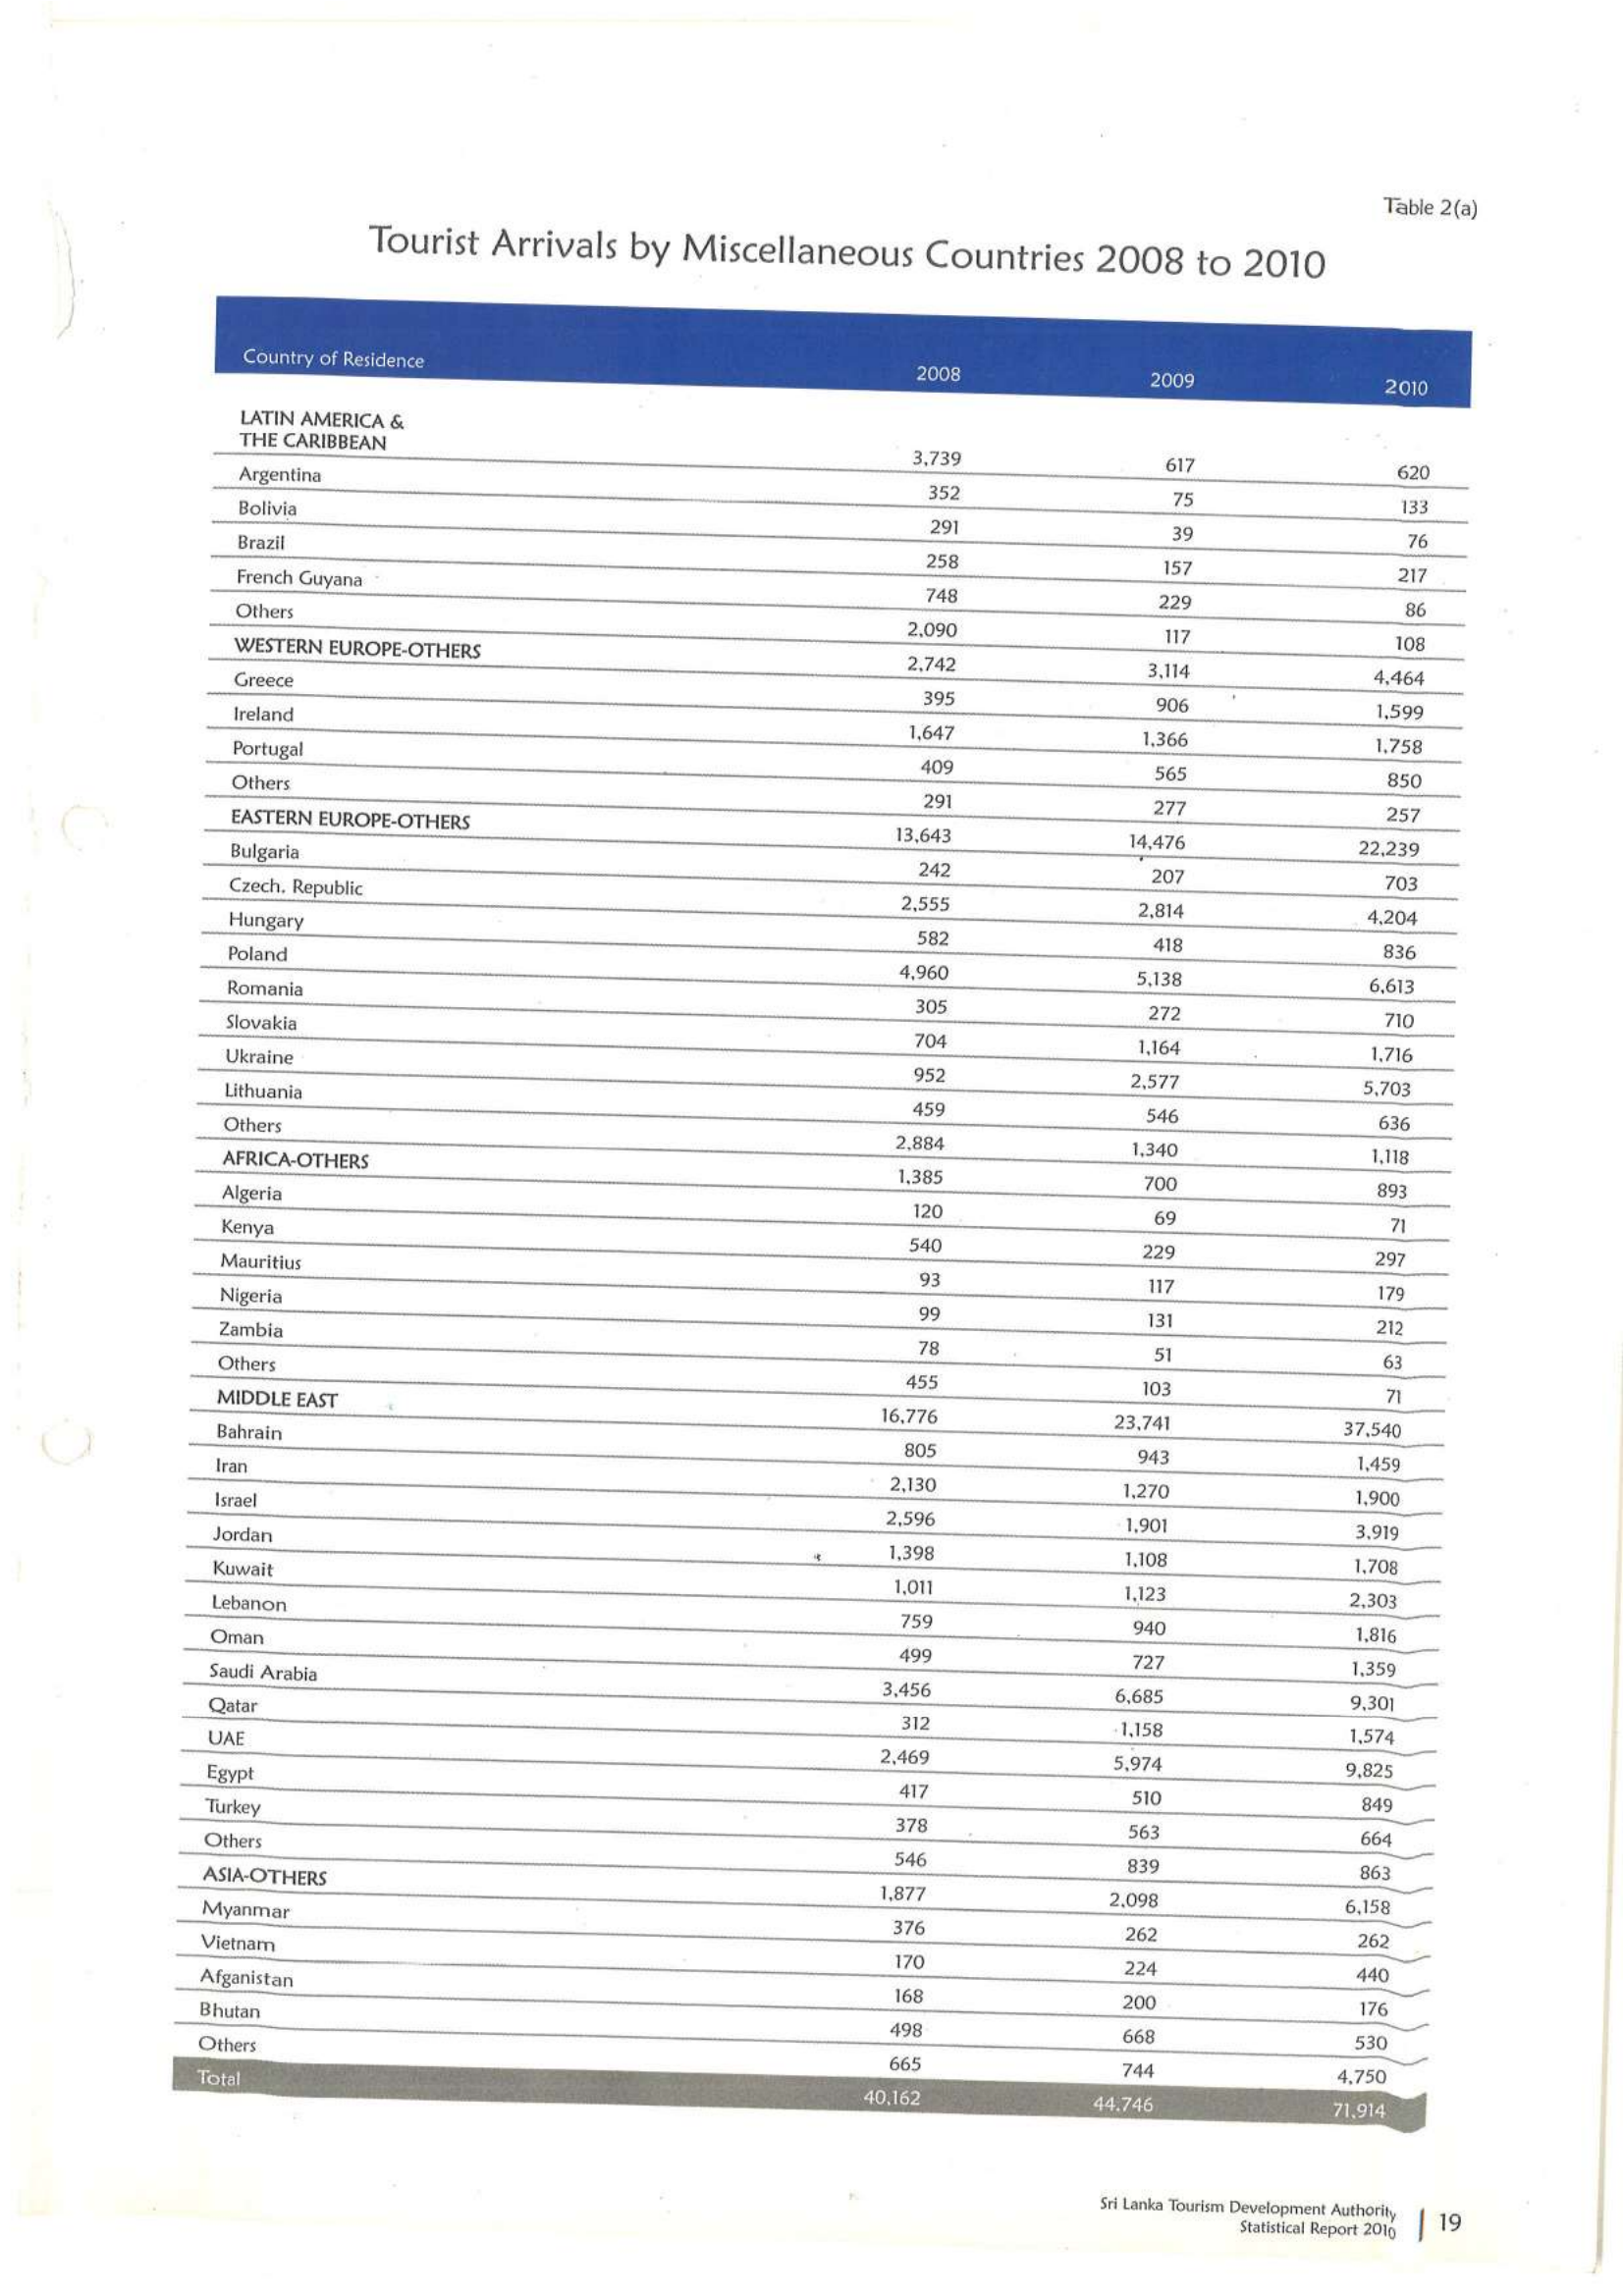 Table 2(a)
Tourist Arrivals by Miscellaneous Countries 2008 to 2010
Country of Residence 2008 2009 2010
LATIN AMERICA &
THE CARIBBEAN 3,739 617 620
Argentina 352 75 133
Bolivia 291 39 76
Brazil 258 157 217
French Guyana 748 229 86
Others 2,090 117 108
WESTERN EUROPE-OTHERS 2,742 3,114 4,464
Greece 395 906 1,599
Ireland 1,647 1,366 1,758
Portugal 409 565 850
Others 291 277 257
EASTERN EUROPE-OTHERS 13,643 14,476 22,239
Bulgaria 242 207 703
Czech. Republic 2,555 2,814 4,204
Hungary 582 418 836
Poland 4,960 5,138 6,613
Romania 305 272 710
Slovakia 704 1,164 1,716
Ukraine 952 2,577 5,703
Lithuania 459 546 636
Others 2,884 1,340 1,118
AFRICA-OTHERS 1,385 700 893
Algeria 120 69 71
Kenya 540 229 297
Mauritius 93 117 179
Nigeria 99 131 212
Zambia 78 51 63
Others 455 103 71
MIDDLE EAST 16,776 23,741 37,540
Bahrain 805 943 1,459
Iran 2,130 1,270 1,900
Israel 2,596 1,901 3,919
Jordan 1,398 1,108 1,708
Kuwait 1,011 1,123 2,303
Lebanon 759 940 1,816
Oman 499 727 1,359
Saudi Arabia 3,456 6,685 9,301
Qatar 312 1,158 1,574
UAE 2,469 5,974 9,825
Egypt 417 510 849
Turkey 378 563 664
Others 546 839 863
ASIA-OTHERS 1,877 2,098 6,158
Myanmar 376 262 262
Vietnam 170 224 440
Afganistan 168 200 176
Bhutan 498 668 530
Others 665 744 4,750
Total 40,162 44,746 71,914
Sri Lanka Tourism Development Authority
Statistical Report 2010 | 19